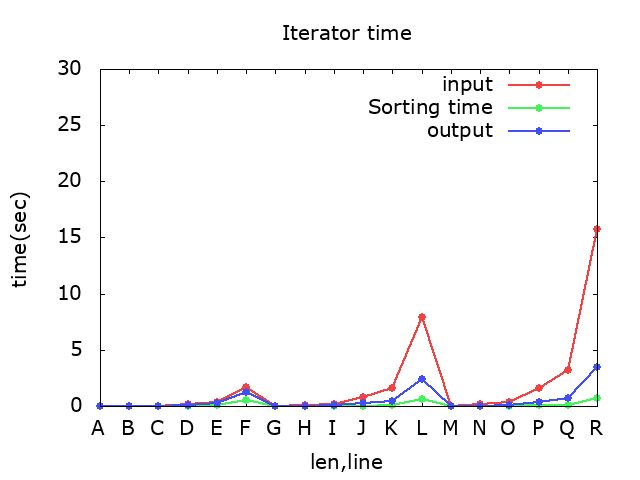 Iterator time
30
25
20
15
10
5
0
time(sec)
input
Sorting time
output
A B C D E F G H I J K L M N O P Q R
len,line